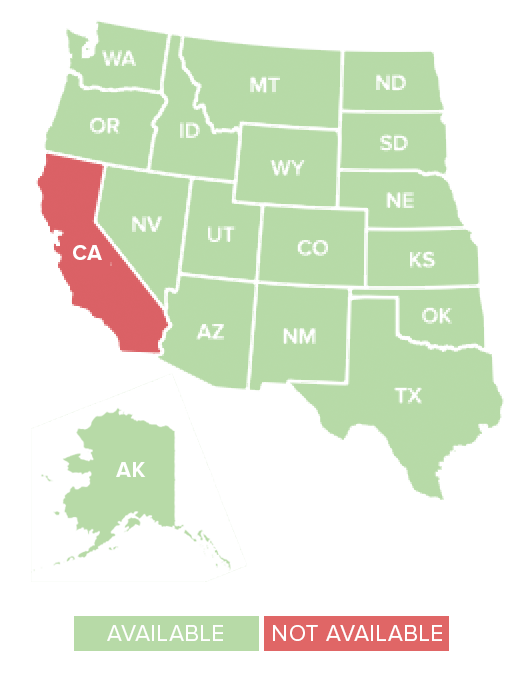 WA
MT
ND
OR
ID
SD
WY
NE
NV
UT
CO
CA
KS
AZ
NM
OK
TX
AK
AVAILABLE
NOT AVAILABLE